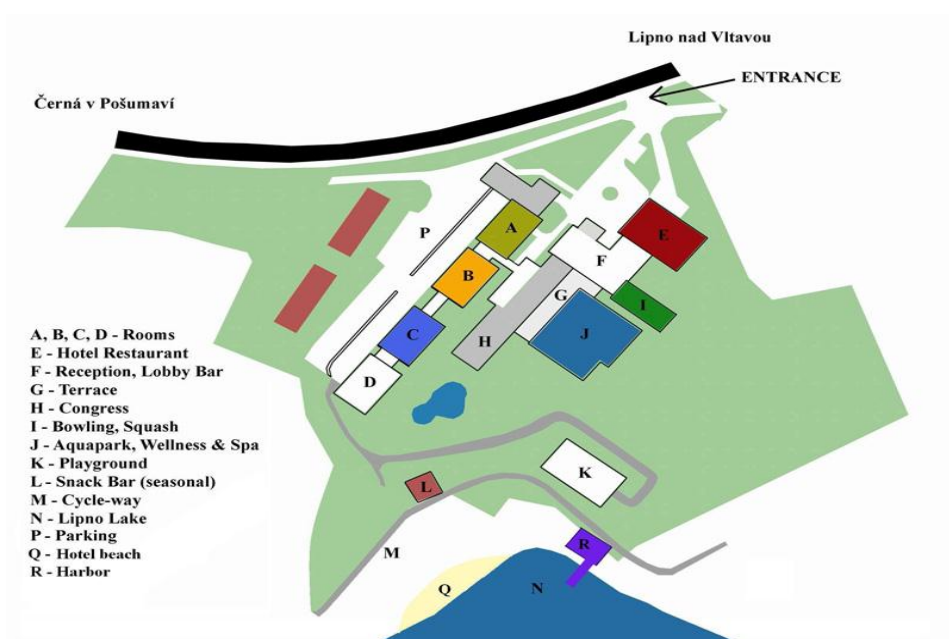 Lipno nad Vltavou
ENTRANCE
Černá v Pošumaví
A
P
E
F
B
G
I
C
J
H
D
A, B, C, D - Rooms
E - Hotel Restaurant
F - Reception, Lobby Bar
G - Terrace
H - Congress
I - Bowling, Squash
J - Aquapark, Wellness & Spa
K - Playground
L - Snack Bar (seasonal)
M - Cycle-way
N - Lipno Lake
P - Parking
Q - Hotel beach
R - Harbor
K
L
R
M
Q
N